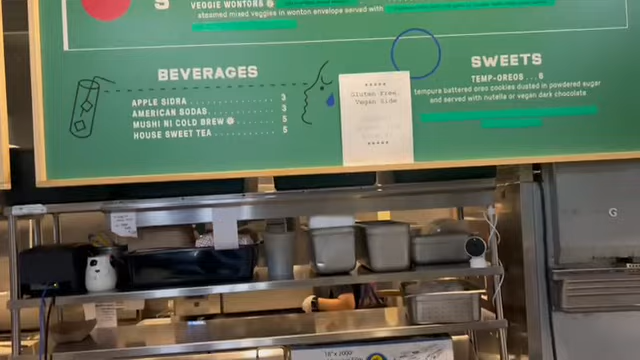 S
VEGGIE WONTONS
steamed mixed veggies in wonton envelope served with
BEVERAGES
APPLE SIDRA 3
AMERICAN SODAS 3
MUSHI NI COLD BREW 5
HOUSE SWEET TEA 5
*****
Gluten Free,
Vegan Side
*****
SWEETS
TEMP-OREOS . . . 6
tempura battered oreo cookies dusted in powdered sugar
and served with nutella or vegan dark chocolate
G